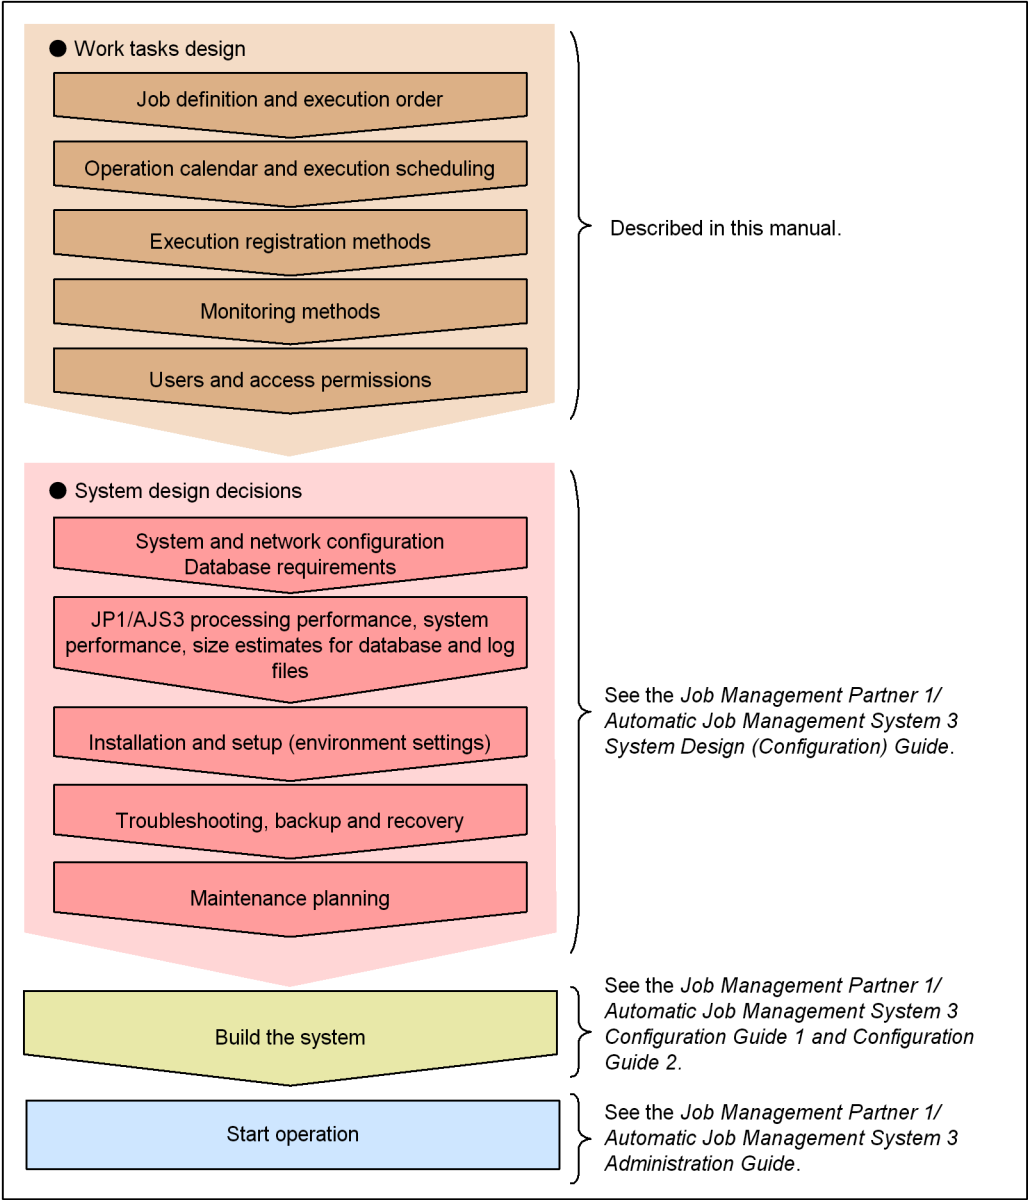 ● Work tasks design
Job definition and execution order
Operation calendar and execution scheduling
Execution registration methods
Monitoring methods
Users and access permissions
Described in this manual.
● System design decisions
System and network configuration
Database requirements
JP1/AJS3 processing performance, system
performance, size estimates for database and log
files
Installation and setup (environment settings)
Troubleshooting, backup and recovery
Maintenance planning
See the Job Management Partner 1/
Automatic Job Management System 3
System Design (Configuration) Guide.
Build the system
See the Job Management Partner 1/
Automatic Job Management System 3
Configuration Guide 1 and Configuration
Guide 2.
Start operation
See the Job Management Partner 1/
Automatic Job Management System 3
Administration Guide.